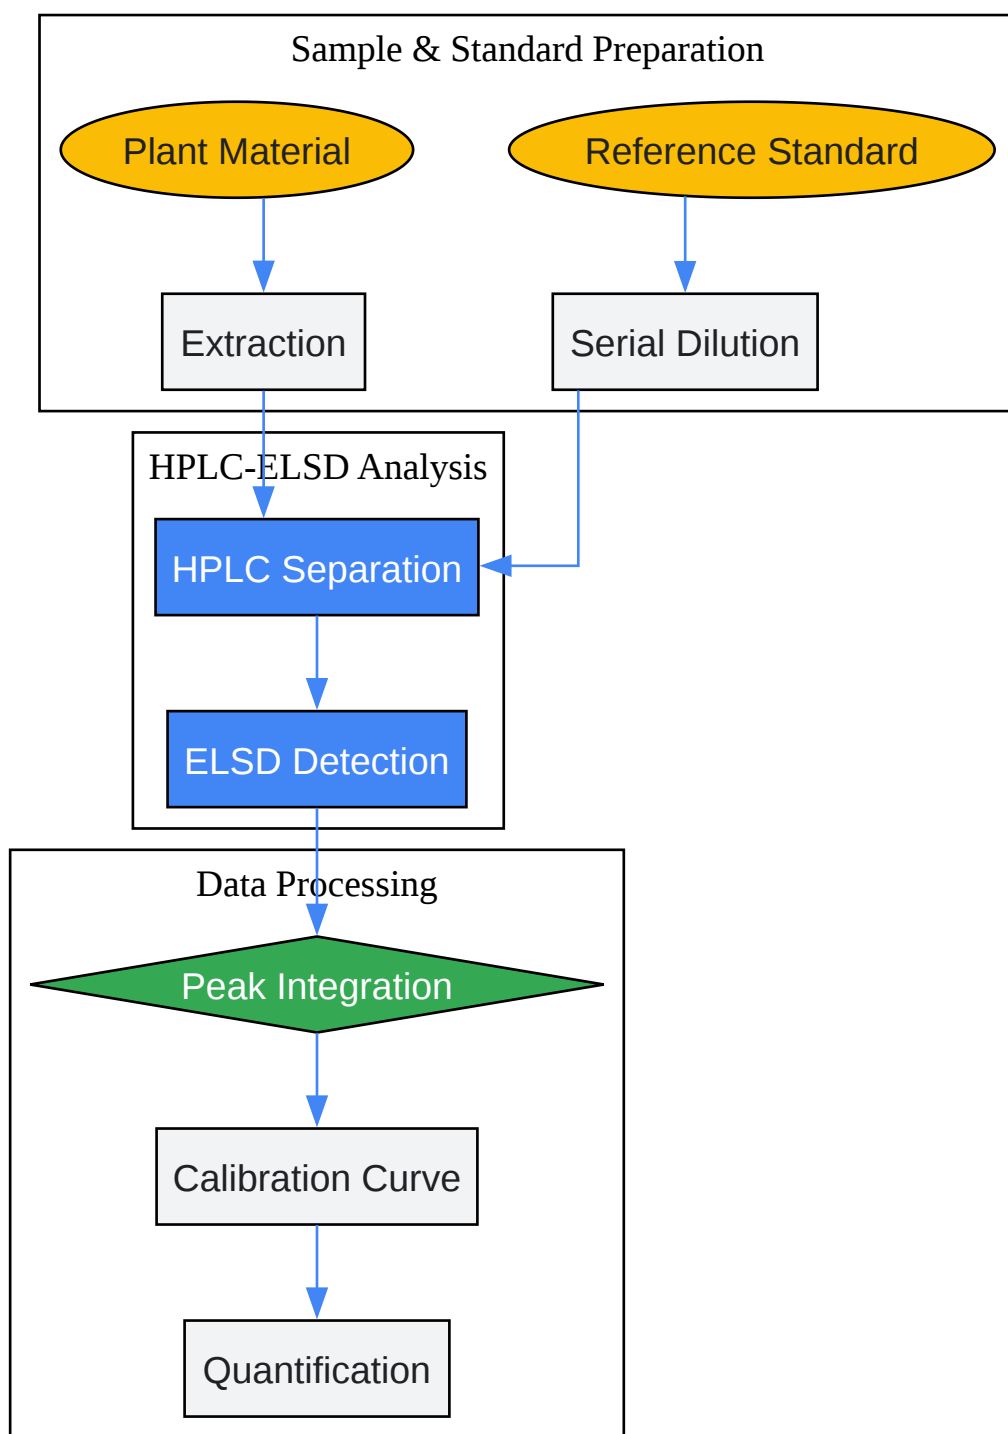 Sample & Standard Preparation
Plant Material
Reference Standard
Extraction
Serial Dilution
HPLC-ELSD Analysis
HPLC Separation
ELSD Detection
Data Processing
Peak Integration
Calibration Curve
Quantification